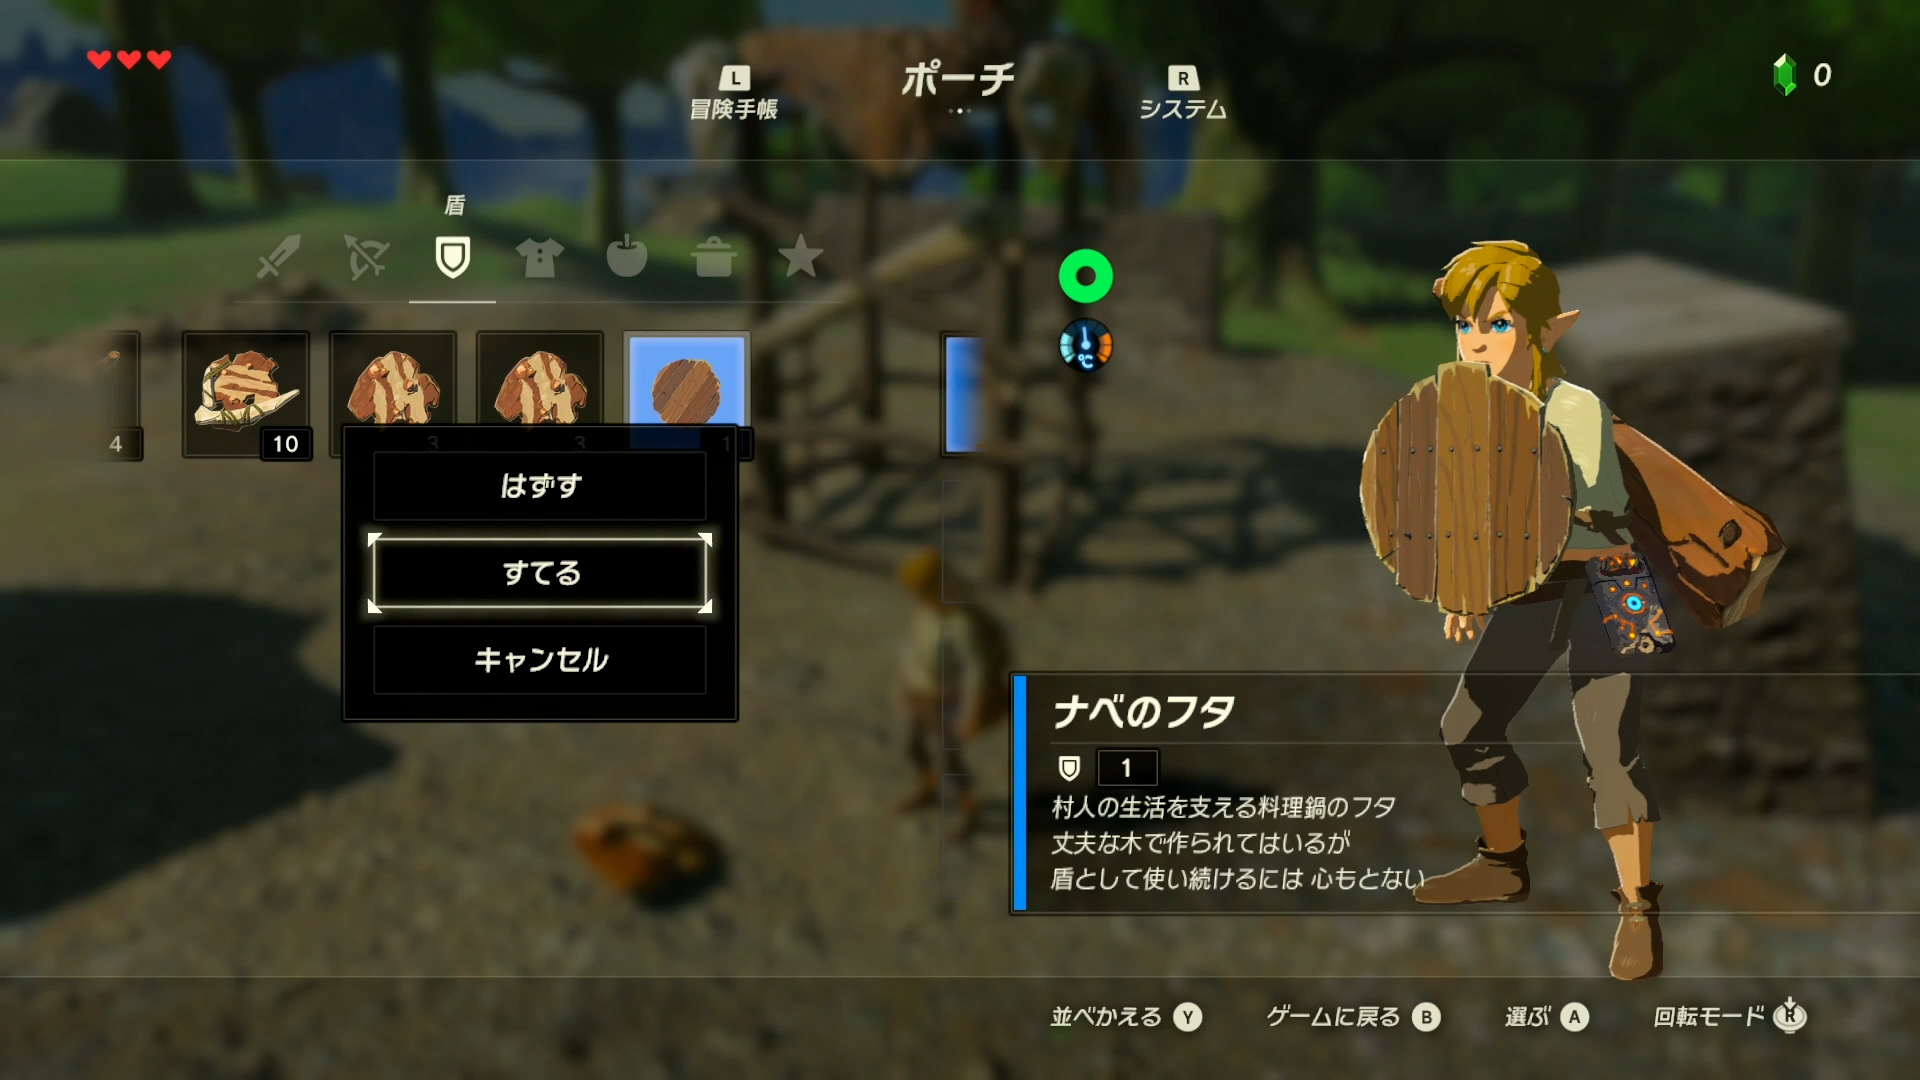 L
冒険手帳
ポーチ
R
システム
0
盾
4
10
3
3
1
はずす
すてる
キャンセル
℃
ナベのフタ
1
村人の生活を支える料理鍋のフタ
丈夫な木で作られてはいるが
盾として使い続けるには 心もとない
並べかえる Y
ゲームに戻る B
選ぶ A
回転モード R